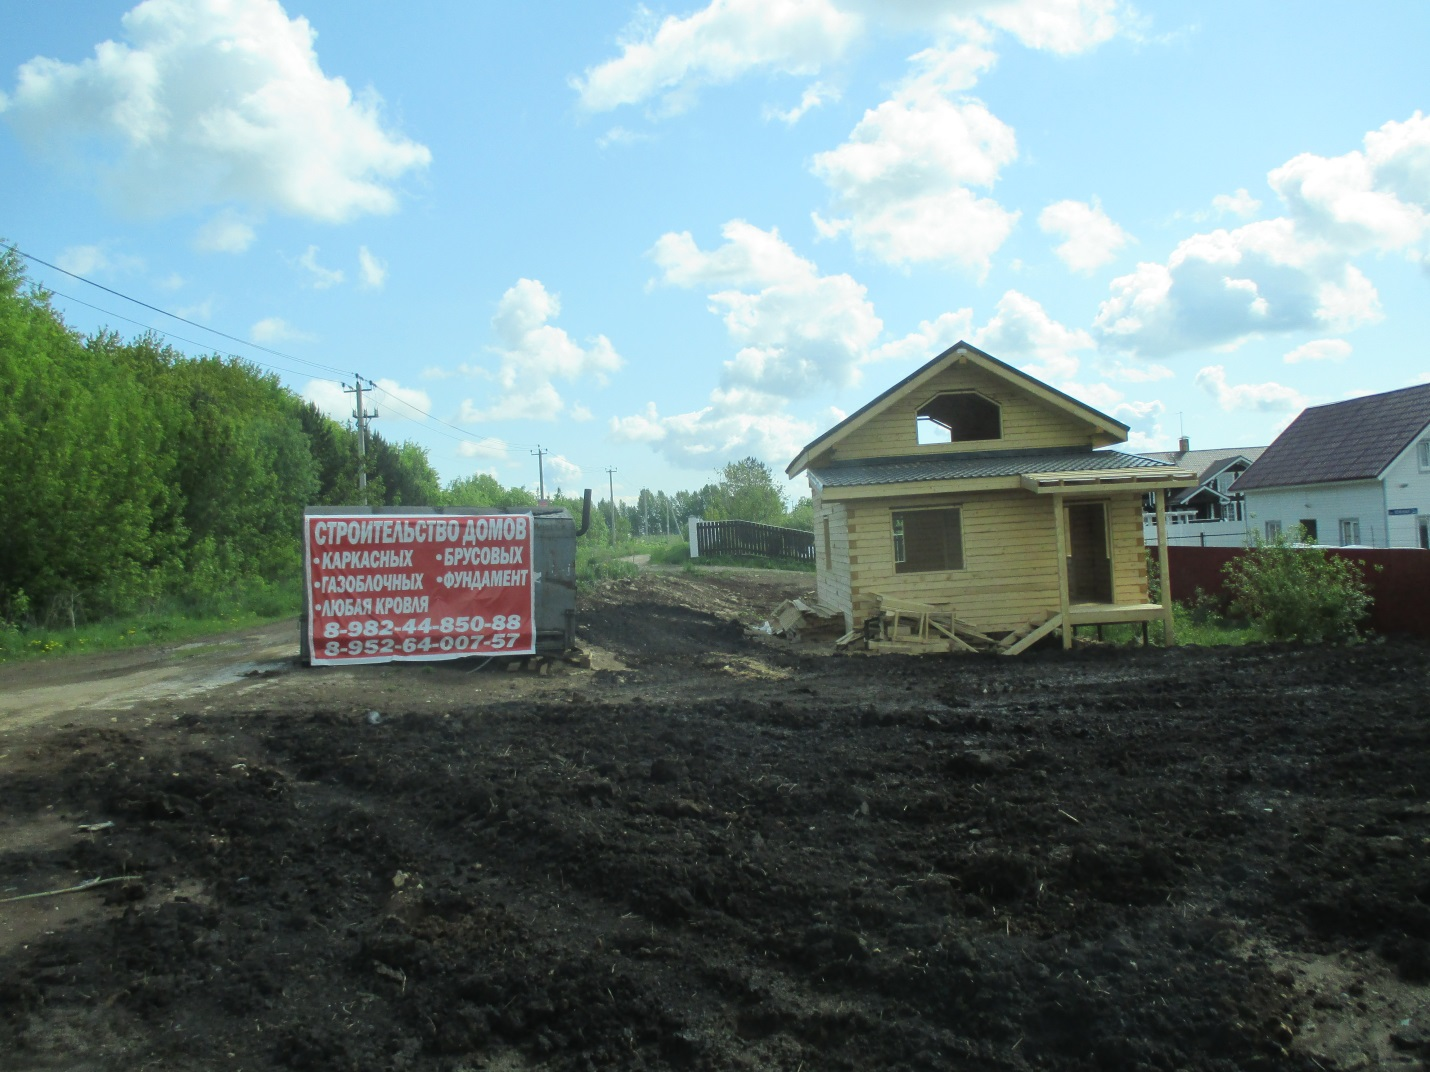 СТРОИТЕЛЬСТВО ДОМОВ
•КАРКАСНЫХ •БРУСОВЫХ
•ГАЗОБЛОЧНЫХ •ФУНДАМЕНТ
•ЛЮБАЯ КРОВЛЯ
8-982-44-850-88
8-952-64-007-57